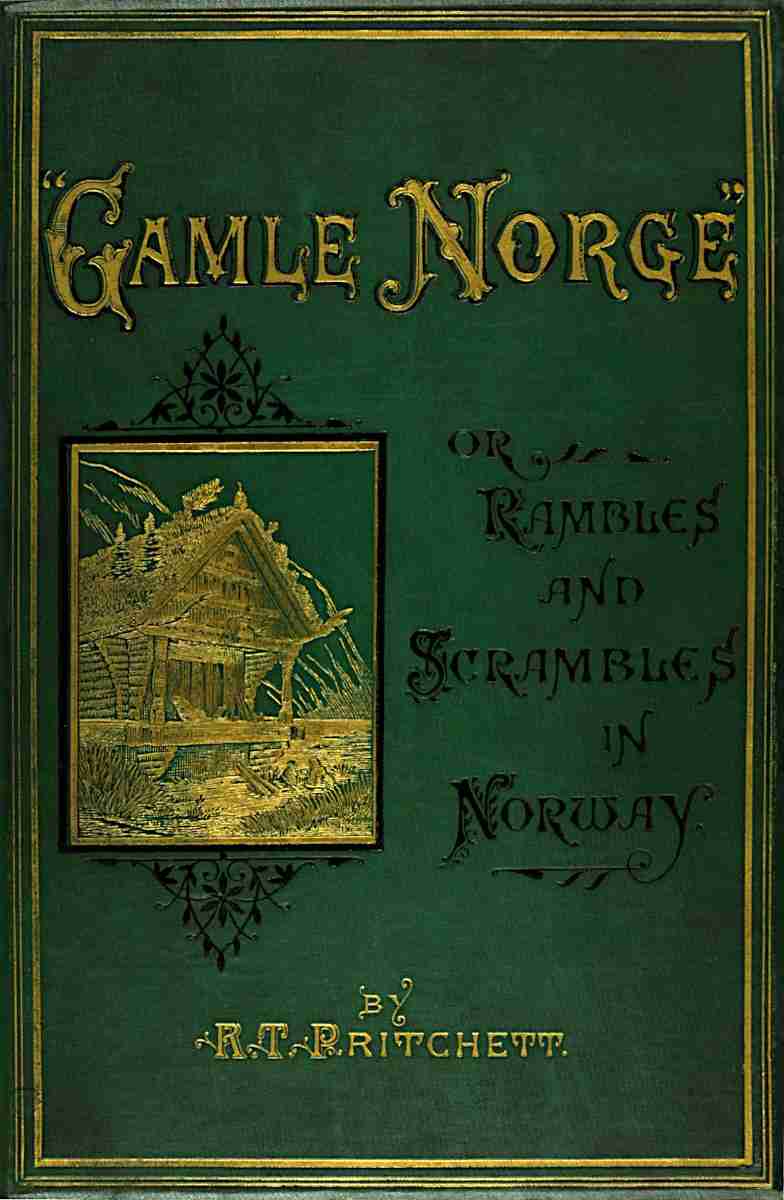 "GAMLE NORGE"
OR
RAMBLES
AND
SCRAMBLES
IN
NORWAY.
BY
R.T. PRITCHETT.